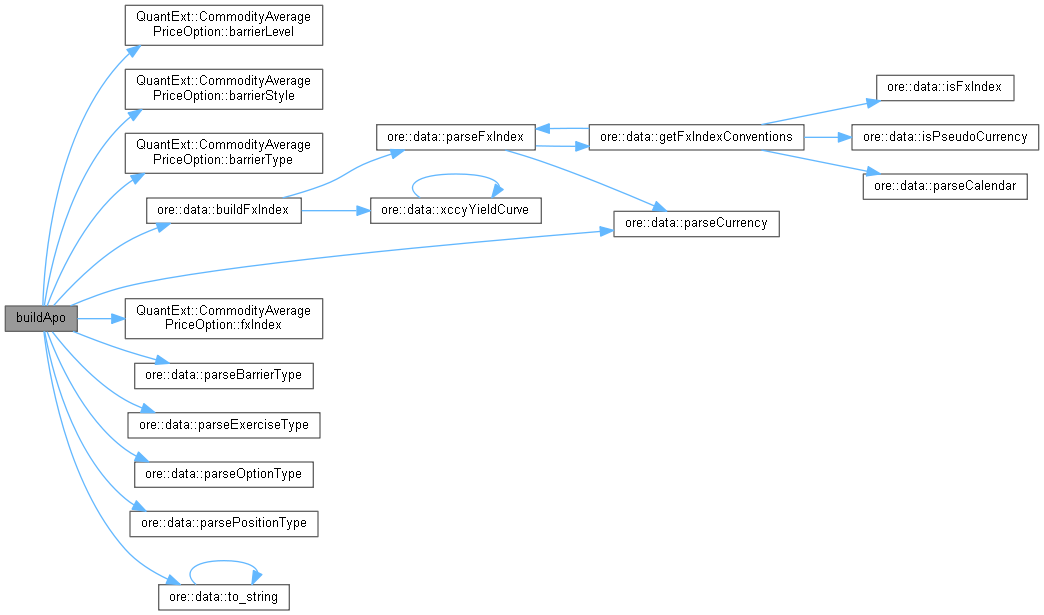 QuantExt::CommodityAverage
PriceOption::barrierLevel
QuantExt::CommodityAverage
PriceOption::barrierStyle
QuantExt::CommodityAverage
PriceOption::barrierType
ore::data::buildFxIndex
ore::data::parseFxIndex
ore::data::xccyYieldCurve
ore::data::getFxIndexConventions
ore::data::parseCurrency
ore::data::isFxIndex
ore::data::isPseudoCurrency
ore::data::parseCalendar
buildApo
QuantExt::CommodityAverage
PriceOption::fxIndex
ore::data::parseBarrierType
ore::data::parseExerciseType
ore::data::parseOptionType
ore::data::parsePositionType
ore::data::to_string